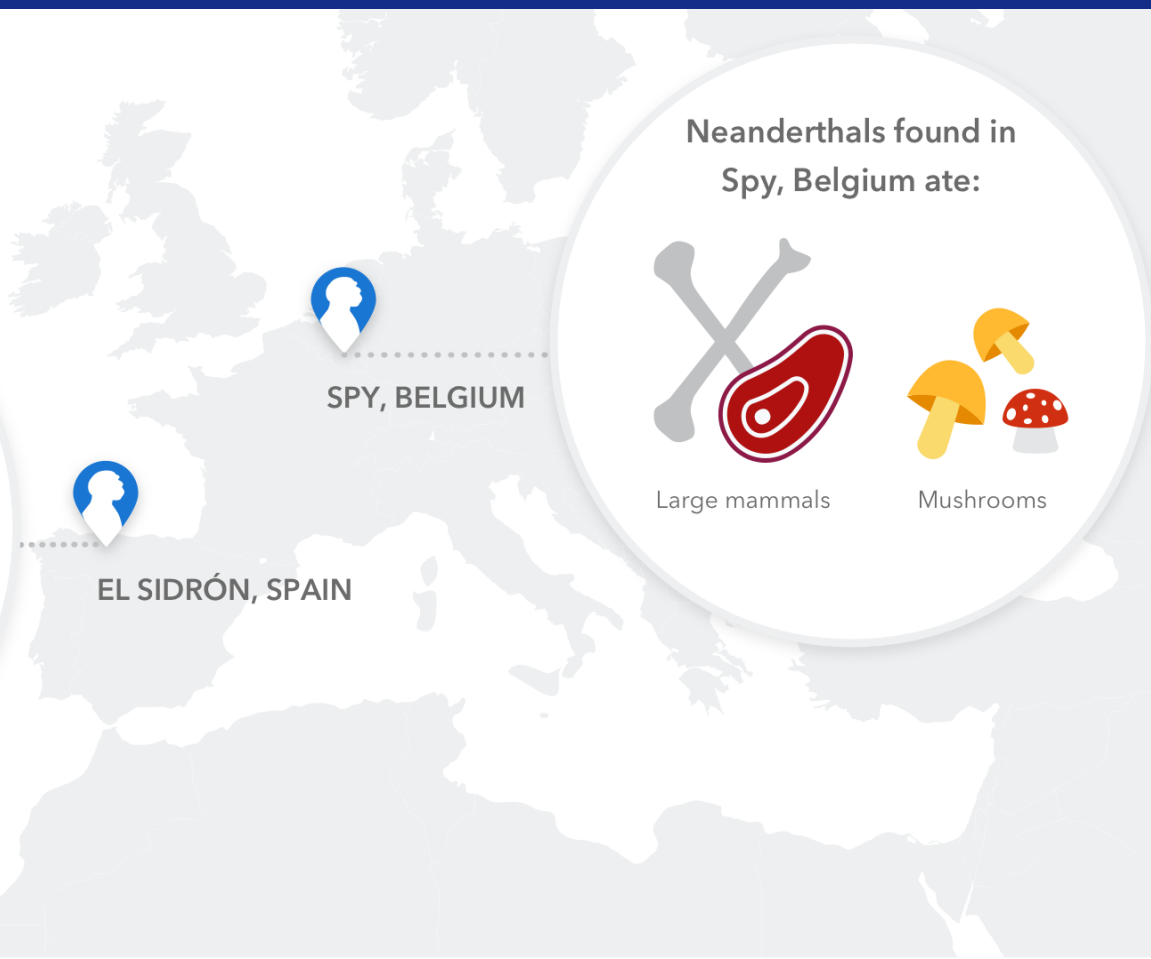 Neanderthals found in
Spy, Belgium ate:
Large mammals
Mushrooms
SPY, BELGIUM
EL SIDRÓN, SPAIN